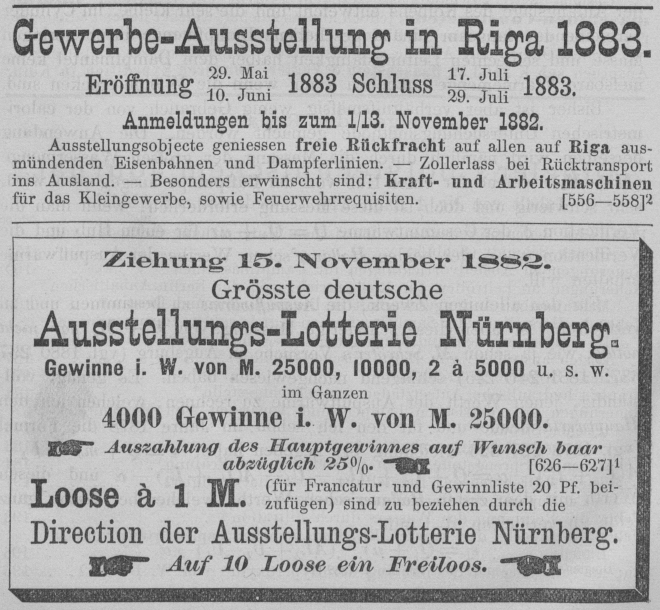 Gewerbe-Ausstellung in Riga 1883.
Eröffnung 29. Mai / 10. Juni 1883 Schluss 17. Juli / 29. Juli 1883.
Anmeldungen bis zum 1/13. November 1882.
Ausstellungsobjecte geniessen freie Rückfracht auf allen auf Riga aus-
mündenden Eisenbahnen und Dampferlinien. — Zollerlass bei Rücktransport
ins Ausland. — Besonders erwünscht sind: Kraft- und Arbeitsmaschinen
für das Kleingewerbe, sowie Feuerwehrrequisiten. [556—558]²
Ziehung 15. November 1882.
Grösste deutsche
Ausstellungs-Lotterie Nürnberg.
Gewinne i. W. von M. 25000, 10000, 2 à 5000 u. s. w.
im Ganzen
4000 Gewinne i. W. von M. 25000.
Auszahlung des Hauptgewinnes auf Wunsch baar
abzüglich 25%. [626—627]¹
Loose à 1 M. (für Francatur und Gewinnliste 20 Pf. bei-
zufügen) sind zu beziehen durch die
Direction der Ausstellungs-Lotterie Nürnberg.
Auf 10 Loose ein Freiloos.